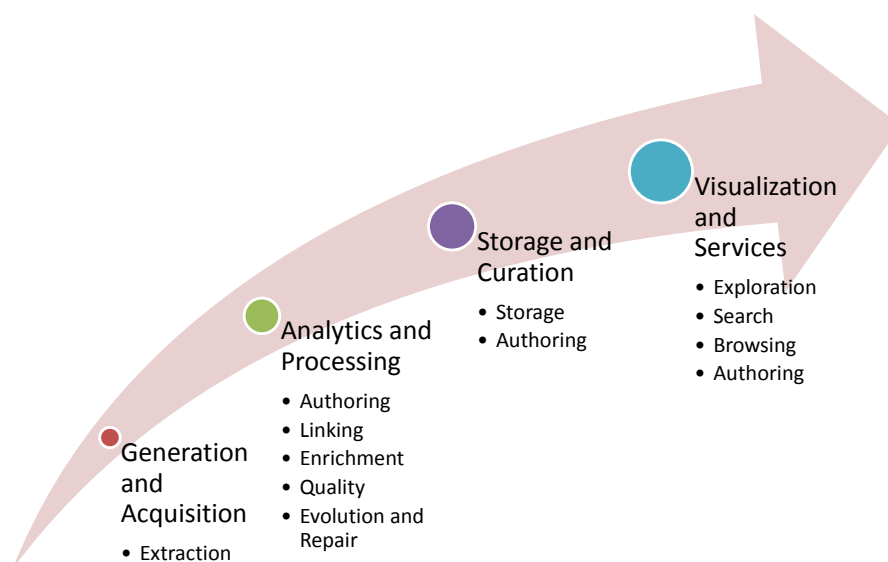 Generation
and
Acquisition
• Extraction
Analytics and
Processing
• Authoring
• Linking
• Enrichment
• Quality
• Evolution and
Repair
Storage and
Curation
• Storage
• Authoring
Visualization
and
Services
• Exploration
• Search
• Browsing
• Authoring